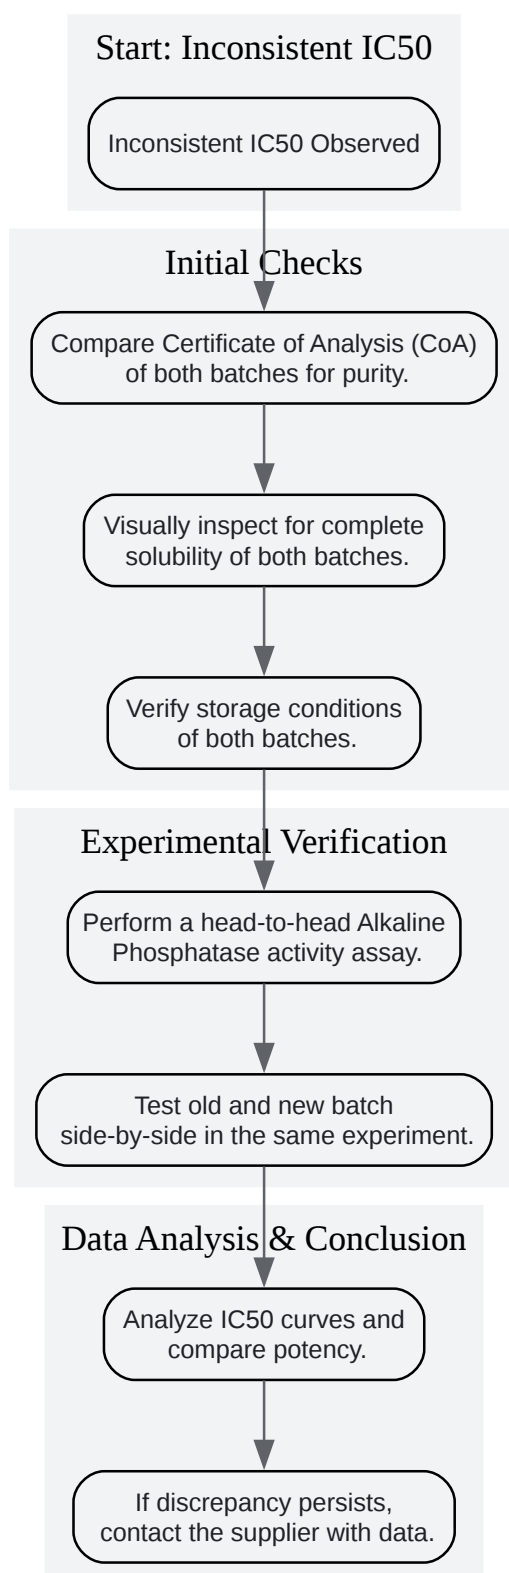 Start: Inconsistent IC50
Inconsistent IC50 Observed
Initial Checks
Compare Certificate of Analysis (CoA)
of both batches for purity.
Visually inspect for complete
solubility of both batches.
Verify storage conditions
of both batches.
Experimental Verification
Perform a head-to-head Alkaline
Phosphatase activity assay.
Test old and new batch
side-by-side in the same experiment.
Data Analysis & Conclusion
Analyze IC50 curves and
compare potency.
If discrepancy persists,
contact the supplier with data.